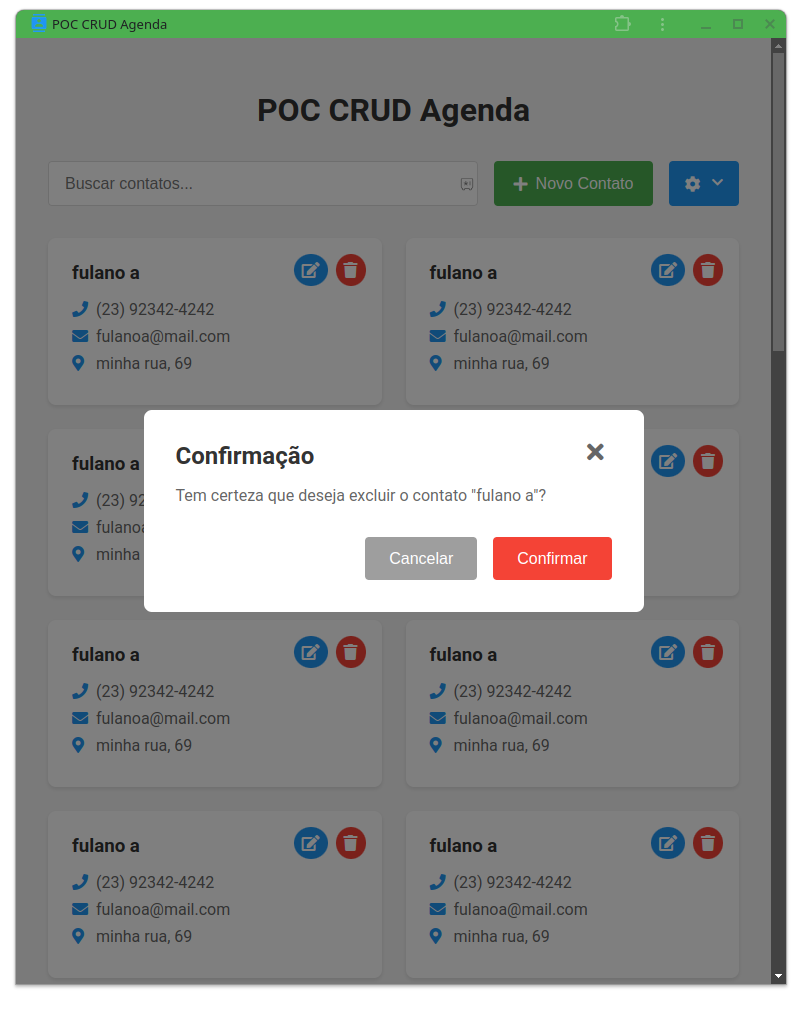 POC CRUD Agenda
POC CRUD Agenda
Buscar contatos...
Novo Contato
fulano a
(23) 92342-4242
fulanoa@mail.com
minha rua, 69
fulano a
(23) 92342-4242
fulanoa@mail.com
minha rua, 69
fulano a
(23) 92
fulanoa
minha
Confirmação
Tem certeza que deseja excluir o contato "fulano a"?
Cancelar
Confirmar
fulano a
(23) 92342-4242
fulanoa@mail.com
minha rua, 69
fulano a
(23) 92342-4242
fulanoa@mail.com
minha rua, 69
fulano a
(23) 92342-4242
fulanoa@mail.com
minha rua, 69
fulano a
(23) 92342-4242
fulanoa@mail.com
minha rua, 69